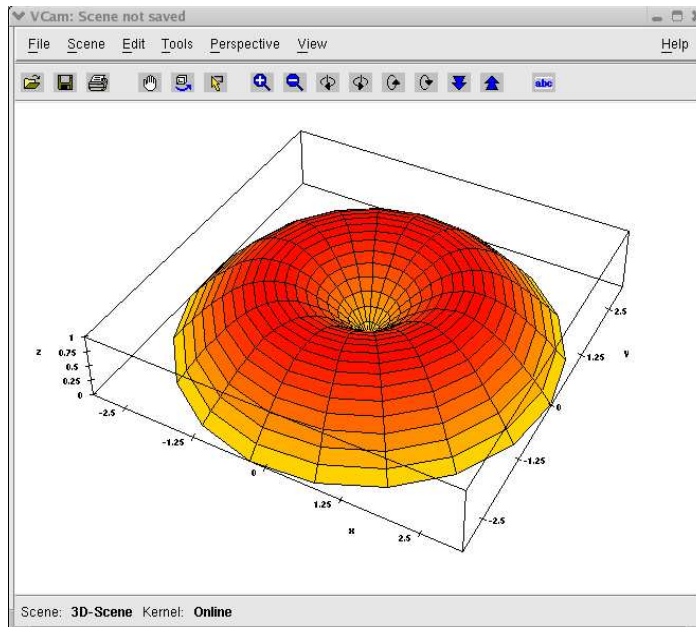 VCam: Scene not saved
File Scene Edit Tools Perspective View Help
abc
z
1
0.75
0.5
0.25
0
-2.5
-1.25
0
1.25
2.5
x
2.5
1.25
y
0
-1.25
-2.5
Scene: 3D-Scene Kernel: Online